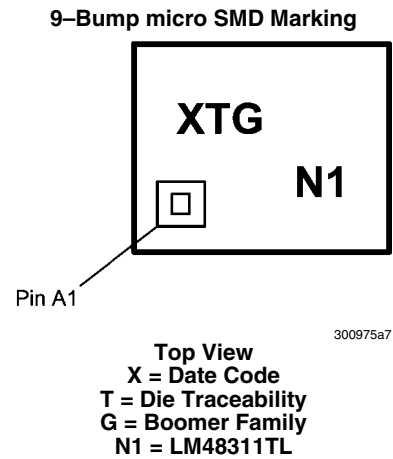 9–Bump micro SMD Marking
XTG
N1
Pin A1
300975a7
Top View
X = Date Code
T = Die Traceability
G = Boomer Family
N1 = LM48311TL